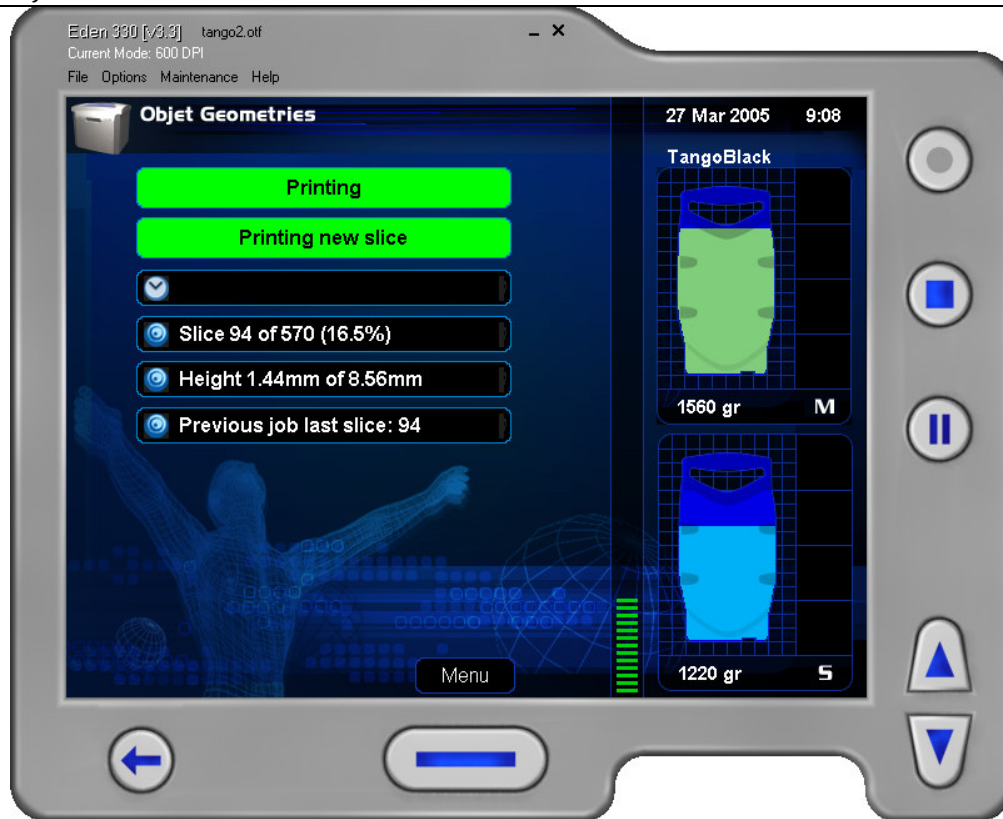 Eden 330 [v3.3] tango2.otf
Current Mode: 600 DPI
File Options Maintenance Help
Objet Geometries
27 Mar 2005 9:08
TangoBlack
Printing
Printing new slice
Slice 94 of 570 (16.5%)
Height 1.44mm of 8.56mm
Previous job last slice: 94
1560 gr M
1220 gr S
Menu